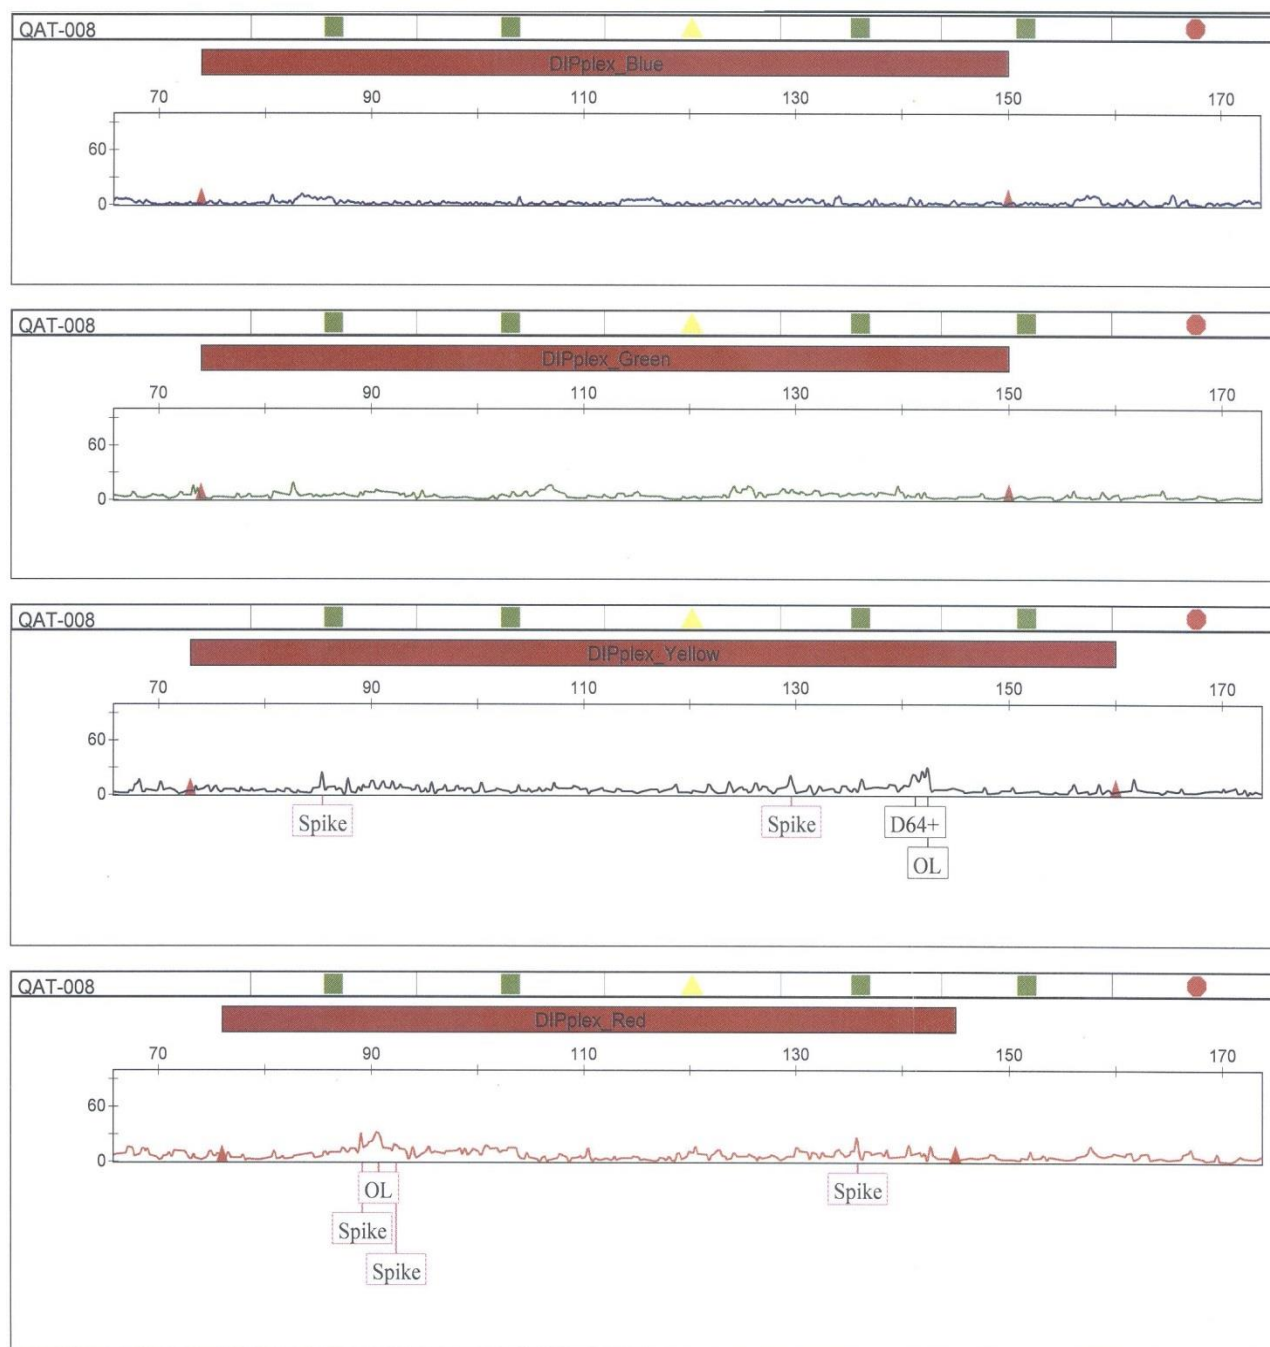 QAT-008
DIPplex_Blue
70 90 110 130 150 170
60
0
QAT-008
DIPplex_Green
70 90 110 130 150 170
60
0
QAT-008
DIPplex_Yellow
70 90 110 130 150 170
60
0
Spike Spike D64+
OL
QAT-008
DIPplex_Red
70 90 110 130 150 170
60
0
OL Spike
Spike
Spike